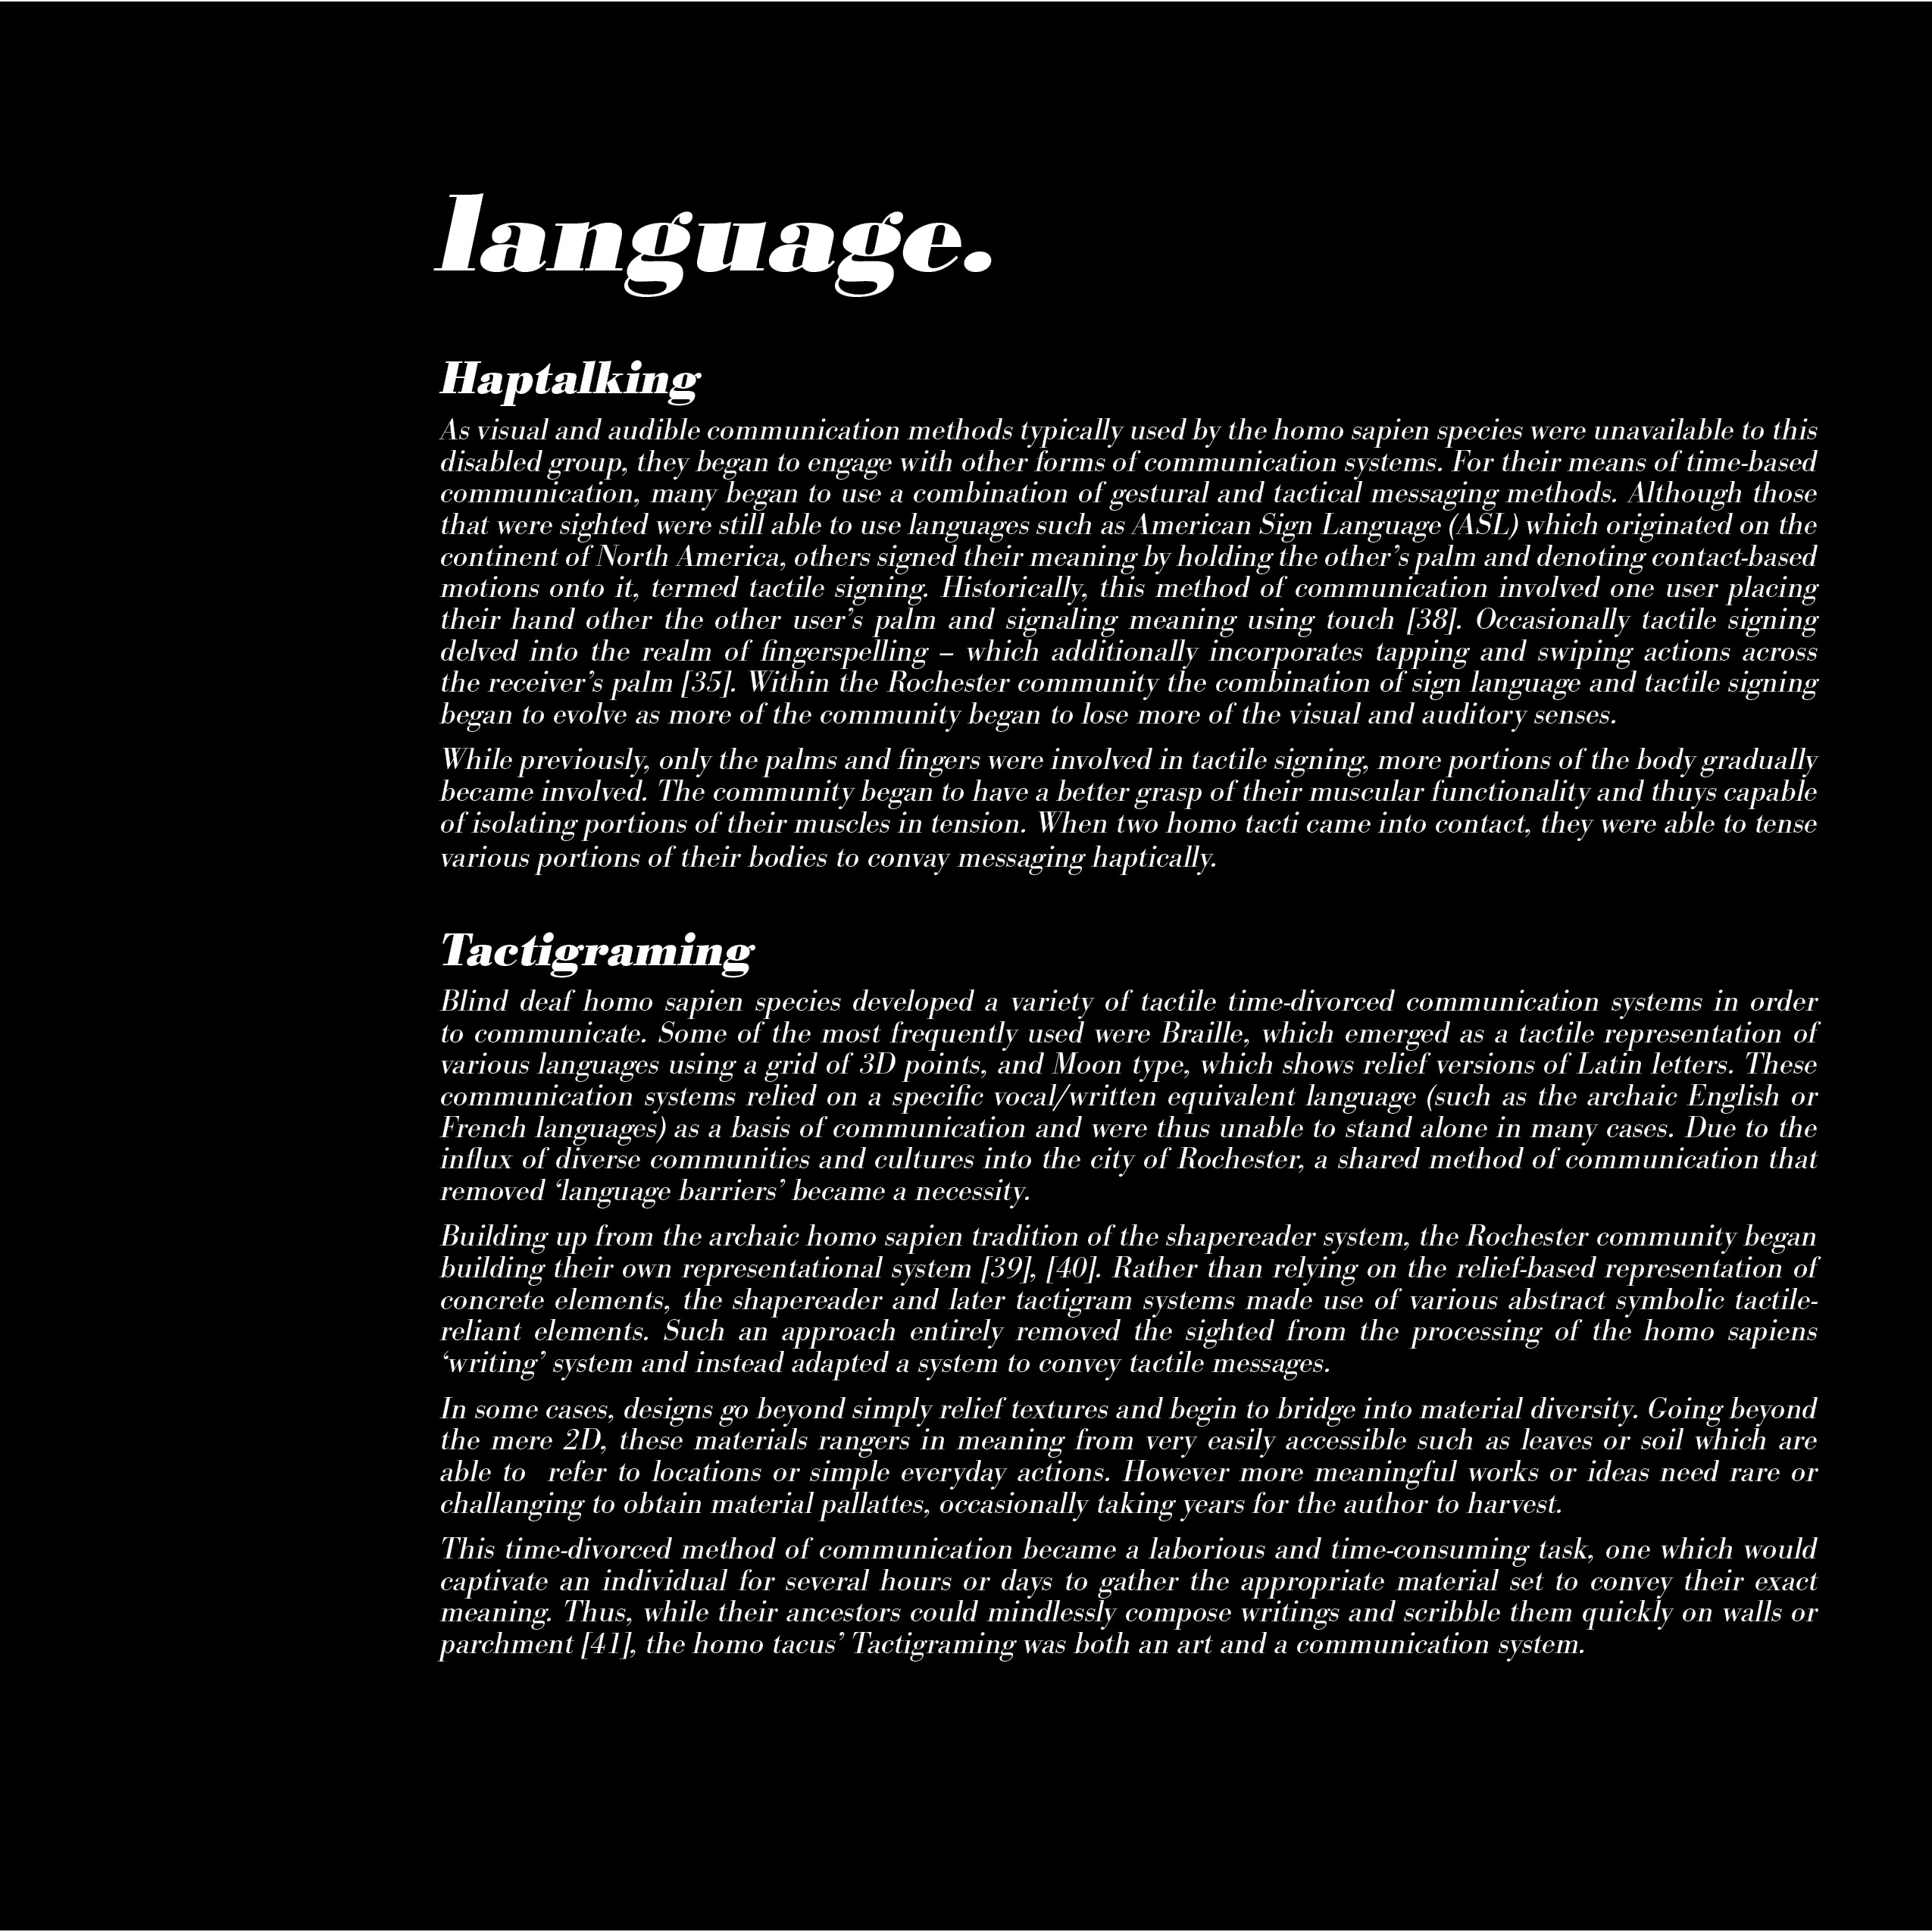 language.
Haptalking
As visual and audible communication methods typically used by the homo sapien species were unavailable to this
disabled group, they began to engage with other forms of communication systems. For their means of time-based
communication, many began to use a combination of gestural and tactical messaging methods. Although those
that were sighted were still able to use languages such as American Sign Language (ASL) which originated on the
continent of North America, others signed their meaning by holding the other’s palm and denoting contact-based
motions onto it, termed tactile signing. Historically, this method of communication involved one user placing
their hand other the other user’s palm and signaling meaning using touch [38]. Occasionally tactile signing
delved into the realm of fingerspelling – which additionally incorporates tapping and swiping actions across
the receiver’s palm [35]. Within the Rochester community the combination of sign language and tactile signing
began to evolve as more of the community began to lose more of the visual and auditory senses.
While previously, only the palms and fingers were involved in tactile signing, more portions of the body gradually
became involved. The community began to have a better grasp of their muscular functionality and thuys capable
of isolating portions of their muscles in tension. When two homo tacti came into contact, they were able to tense
various portions of their bodies to convay messaging haptically.
Tactigraming
Blind deaf homo sapien species developed a variety of tactile time-divorced communication systems in order
to communicate. Some of the most frequently used were Braille, which emerged as a tactile representation of
various languages using a grid of 3D points, and Moon type, which shows relief versions of Latin letters. These
communication systems relied on a specific vocal/written equivalent language (such as the archaic English or
French languages) as a basis of communication and were thus unable to stand alone in many cases. Due to the
influx of diverse communities and cultures into the city of Rochester, a shared method of communication that
removed ‘language barriers’ became a necessity.
Building up from the archaic homo sapien tradition of the shapereader system, the Rochester community began
building their own representational system [39], [40]. Rather than relying on the relief-based representation of
concrete elements, the shapereader and later tactigram systems made use of various abstract symbolic tactile-
reliant elements. Such an approach entirely removed the sighted from the processing of the homo sapiens
‘writing’ system and instead adapted a system to convey tactile messages.
In some cases, designs go beyond simply relief textures and begin to bridge into material diversity. Going beyond
the mere 2D, these materials rangers in meaning from very easily accessible such as leaves or soil which are
able to  refer to locations or simple everyday actions. However more meaningful works or ideas need rare or
challanging to obtain material pallattes, occasionally taking years for the author to harvest.
This time-divorced method of communication became a laborious and time-consuming task, one which would
captivate an individual for several hours or days to gather the appropriate material set to convey their exact
meaning. Thus, while their ancestors could mindlessly compose writings and scribble them quickly on walls or
parchment [41], the homo tacus’ Tactigraming was both an art and a communication system.